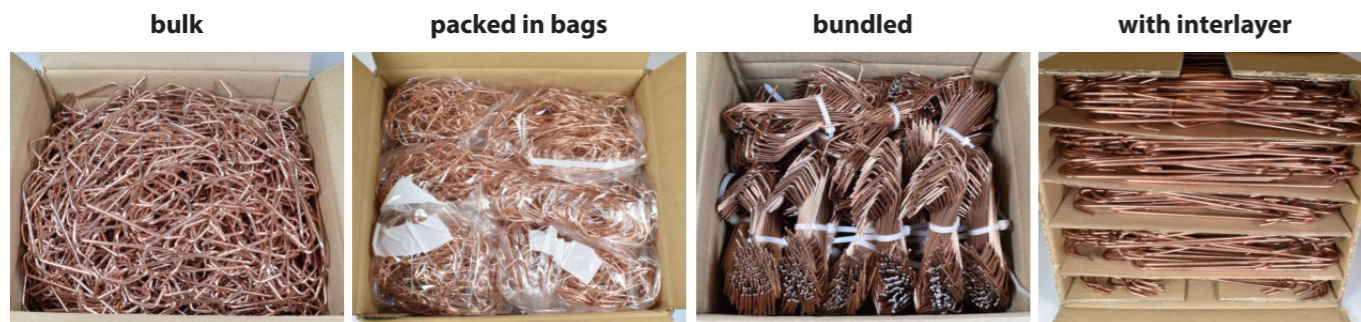 bulk
packed in bags
bundled
with interlayer